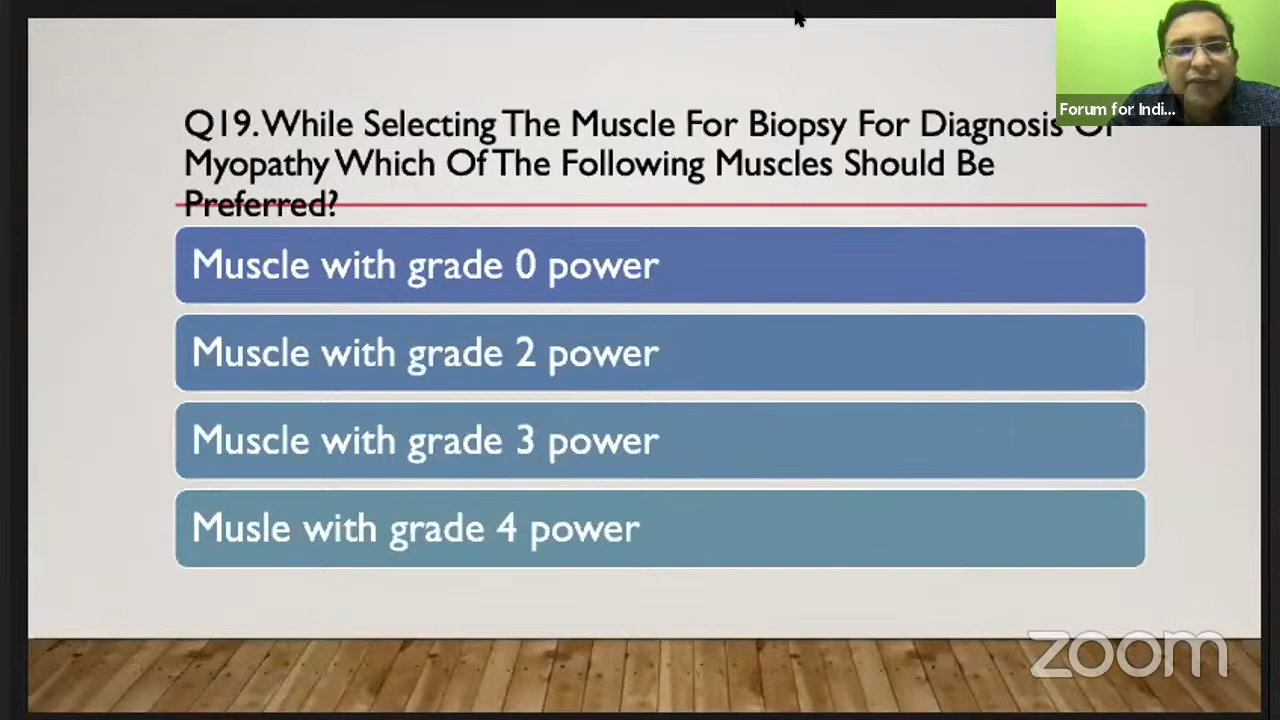 Q19. While Selecting The Muscle For Biopsy For Diagnosis Of
Myopathy Which Of The Following Muscles Should Be
Preferred?
Muscle with grade 0 power
Muscle with grade 2 power
Muscle with grade 3 power
Musle with grade 4 power
Forum for Indi...
zoom